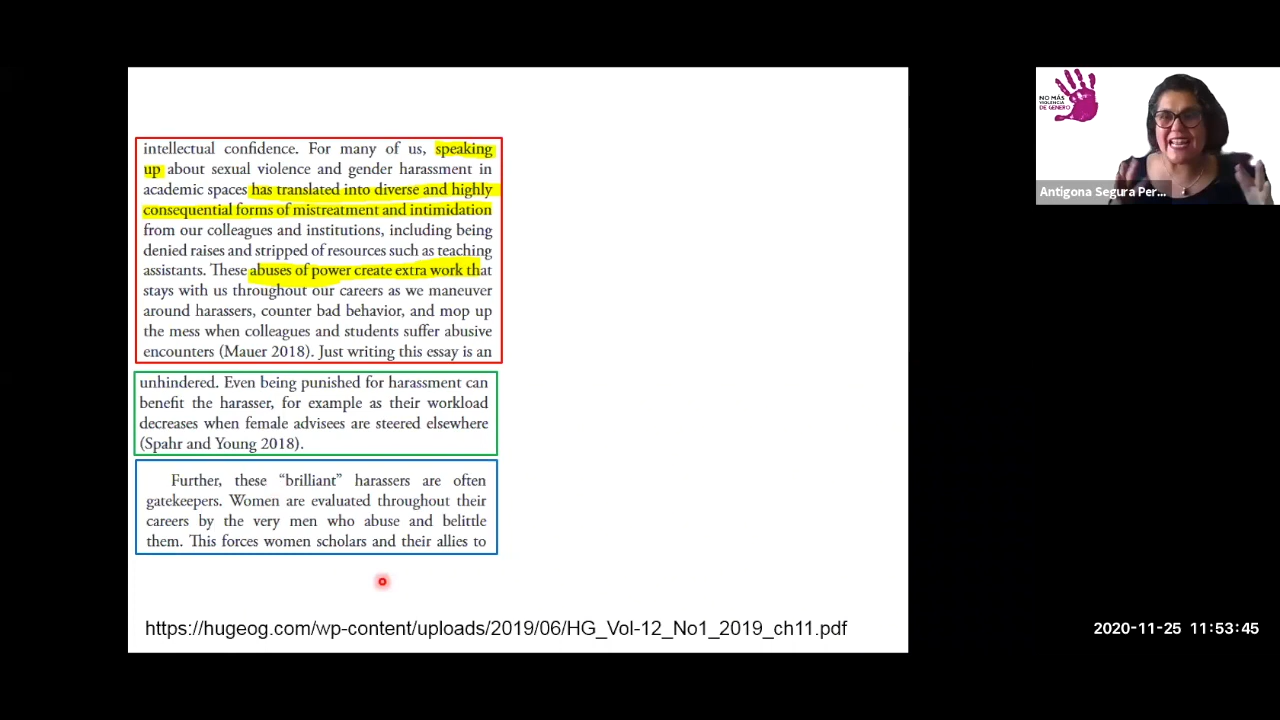 intellectual confidence. For many of us, speaking
up about sexual violence and gender harassment in
academic spaces has translated into diverse and highly
consequential forms of mistreatment and intimidation
from our colleagues and institutions, including being
denied raises and stripped of resources such as teaching
assistants. These abuses of power create extra work that
stays with us throughout our careers as we maneuver
around harassers, counter bad behavior, and mop up
the mess when colleagues and students suffer abusive
encounters (Mauer 2018). Just writing this essay is an
unhindered. Even being punished for harassment can
benefit the harasser, for example as their workload
decreases when female advisees are steered elsewhere
(Spahr and Young 2018).
Further, these “brilliant” harassers are often
gatekeepers. Women are evaluated throughout their
careers by the very men who abuse and belittle
them. This forces women scholars and their allies to
https://hugeog.com/wp-content/uploads/2019/06/HG_Vol-12_No1_2019_ch11.pdf
NO MÁS
VIOLENCIA
DE GÉNERO
Antígona Segura Per...
2020-11-25 11:53:45